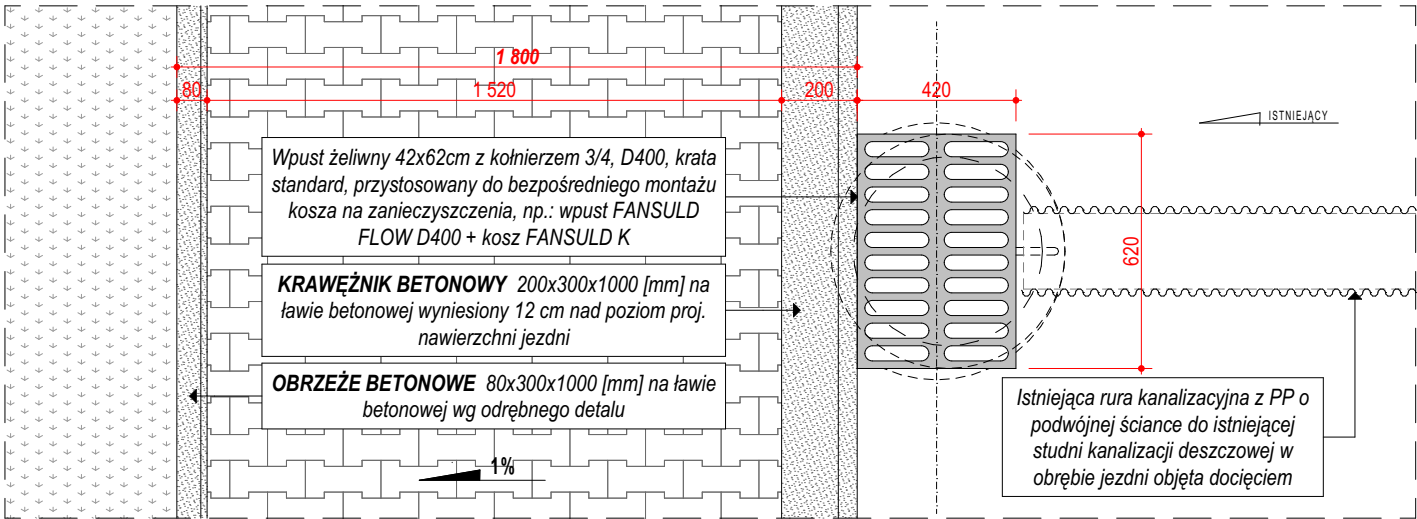 1 800
80
1 520
200
420
ISTNIEJĄCY
Wpust żeliwny 42x62cm z kołnierzem 3/4, D400, krata
standard, przystosowany do bezpośredniego montażu
kosza na zanieczyszczenia, np.: wpust FANSULD
FLOW D400 + kosz FANSULD K
620
KRAWĘŻNIK BETONOWY 200x300x1000 [mm] na
ławie betonowej wyniesiony 12 cm nad poziom proj.
nawierzchni jezdni
OBRZEŻE BETONOWE 80x300x1000 [mm] na ławie
betonowej wg odrębnego detalu
Istniejąca rura kanalizacyjna z PP o
podwójnej ściance do istniejącej
studni kanalizacji deszczowej w
obrębie jezdni objęta docięciem
1%